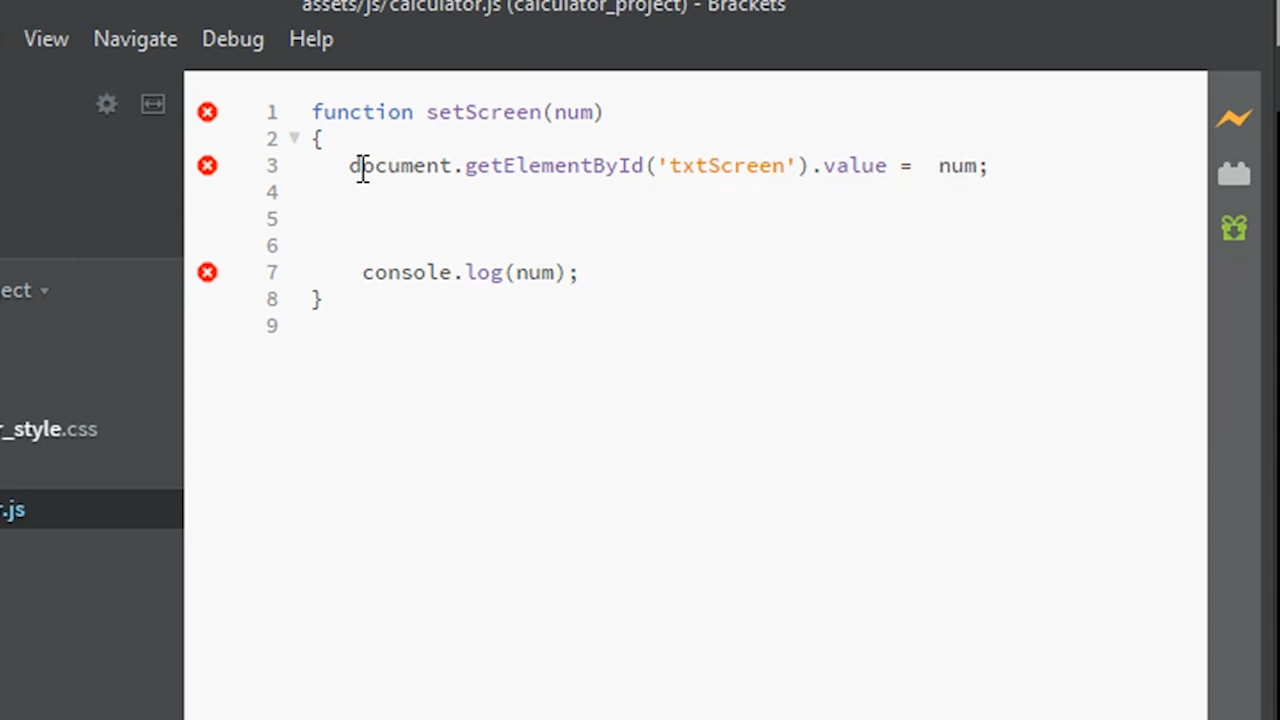 assets/js/calculator.js (calculator_project) - Brackets
View Navigate Debug Help
1 function setScreen(num)
2 {
3 document.getElementById('txtScreen').value =  num;
4
5
6
7 console.log(num);
8 }
9
ect
r_style.css
r.js